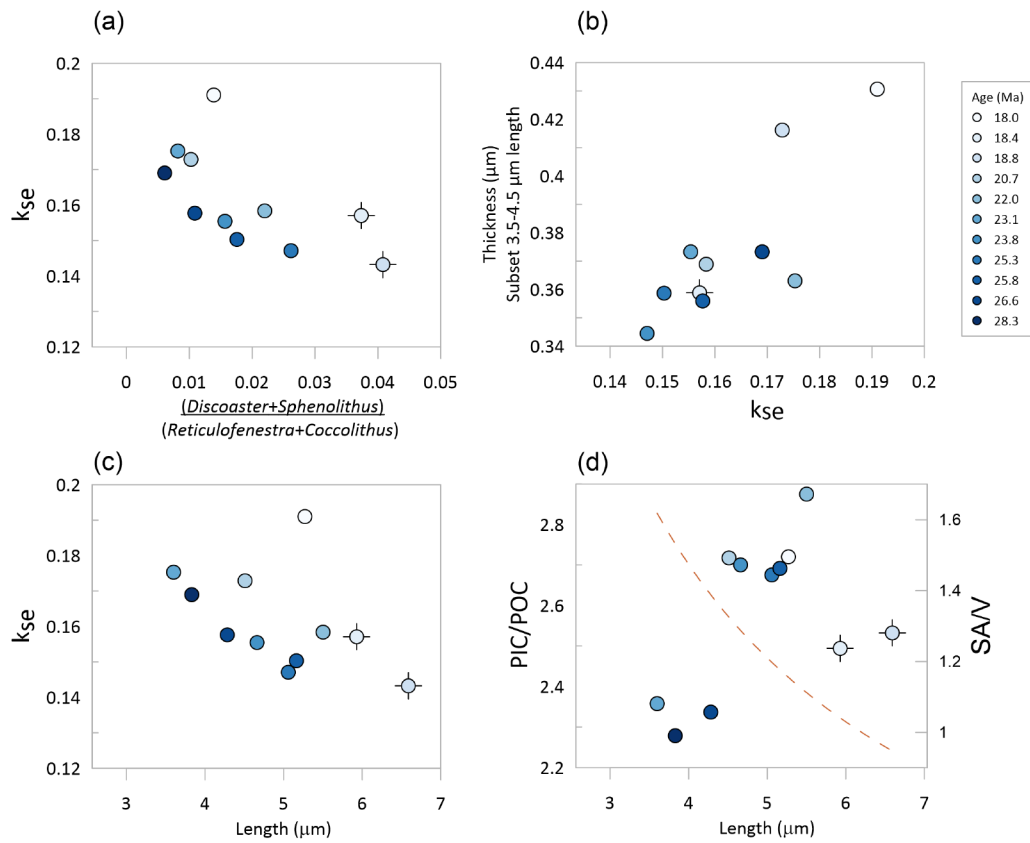 (a)
kse
0.2
0.18
0.16
0.14
0.12
0 0.01 0.02 0.03 0.04 0.05
(Discoaster+Sphenolithus)
(Reticulofenestra+Coccolithus)
(b)
Thickness (μm)
Subset 3.5-4.5 μm length
0.44
0.42
0.4
0.38
0.36
0.34
0.14 0.15 0.16 0.17 0.18 0.19 0.2
kse
Age (Ma)
18.0
18.4
18.8
20.7
22.0
23.1
23.8
25.3
25.8
26.6
28.3
(c)
kse
0.2
0.18
0.16
0.14
0.12
3 4 5 6 7
Length (μm)
(d)
PIC/POC
2.8
2.6
2.4
2.2
3 4 5 6 7
Length (μm)
1.6
1.4
1.2
1
SA/V